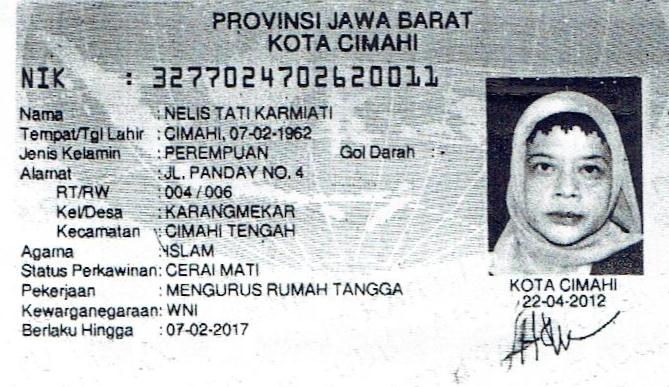 PROVINSI JAWA BARAT
KOTA CIMAHI
NIK : 3277024702620011
Nama : NELIS TATI KARMIATI
Tempat/Tgl Lahir : CIMAHI, 07-02-1962
Jenis Kelamin : PEREMPUAN Gol Darah : -
Alamat : JL. PANDAY NO. 4
RT/RW : 004 / 006
Kel/Desa : KARANGMEKAR
Kecamatan : CIMAHI TENGAH
Agama : ISLAM
Status Perkawinan: CERAI MATI
Pekerjaan : MENGURUS RUMAH TANGGA
Kewarganegaraan: WNI
Berlaku Hingga : 07-02-2017
KOTA CIMAHI
22-04-2012